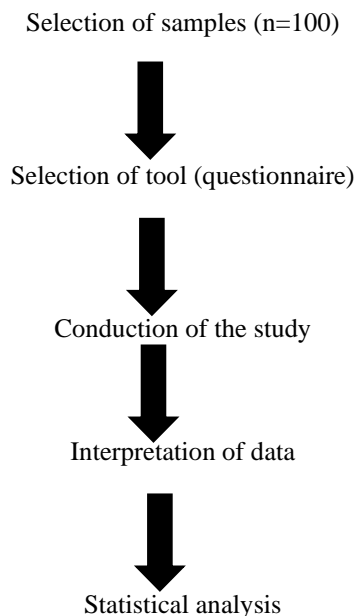 Selection of samples (n=100)
Selection of tool (questionnaire)
Conduction of the study
Interpretation of data
Statistical analysis